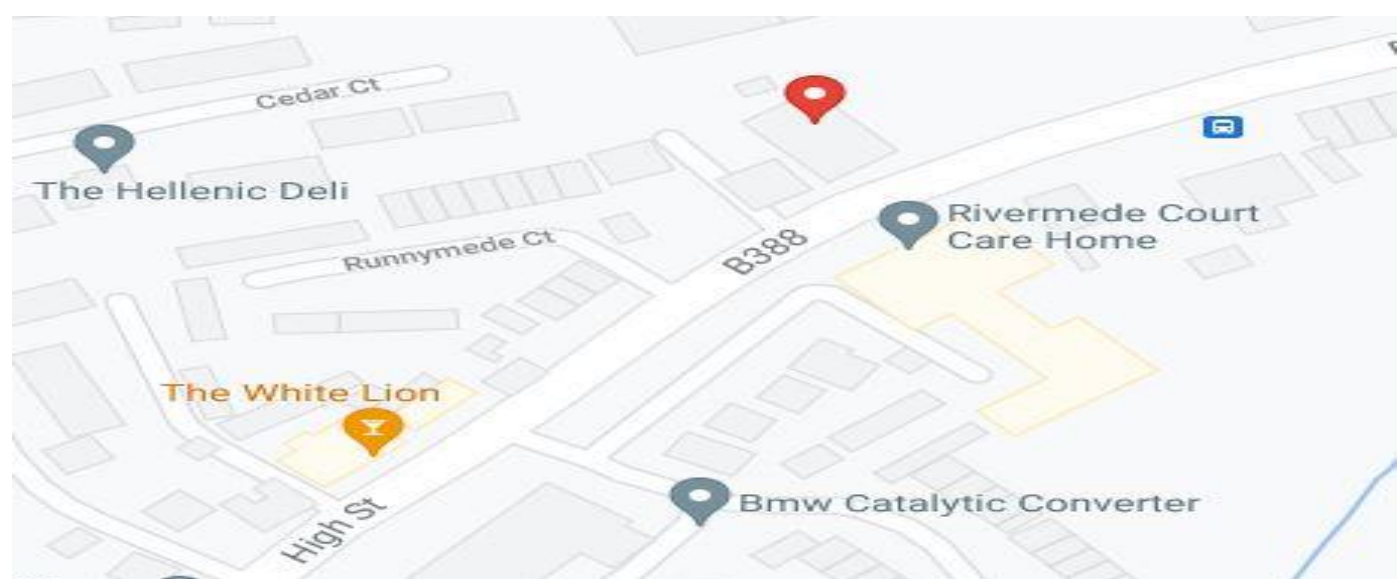 Cedar Ct
The Hellenic Deli
Rivermede Court
Care Home
Runnymede Ct
B388
The White Lion
Bmw Catalytic Converter
High St